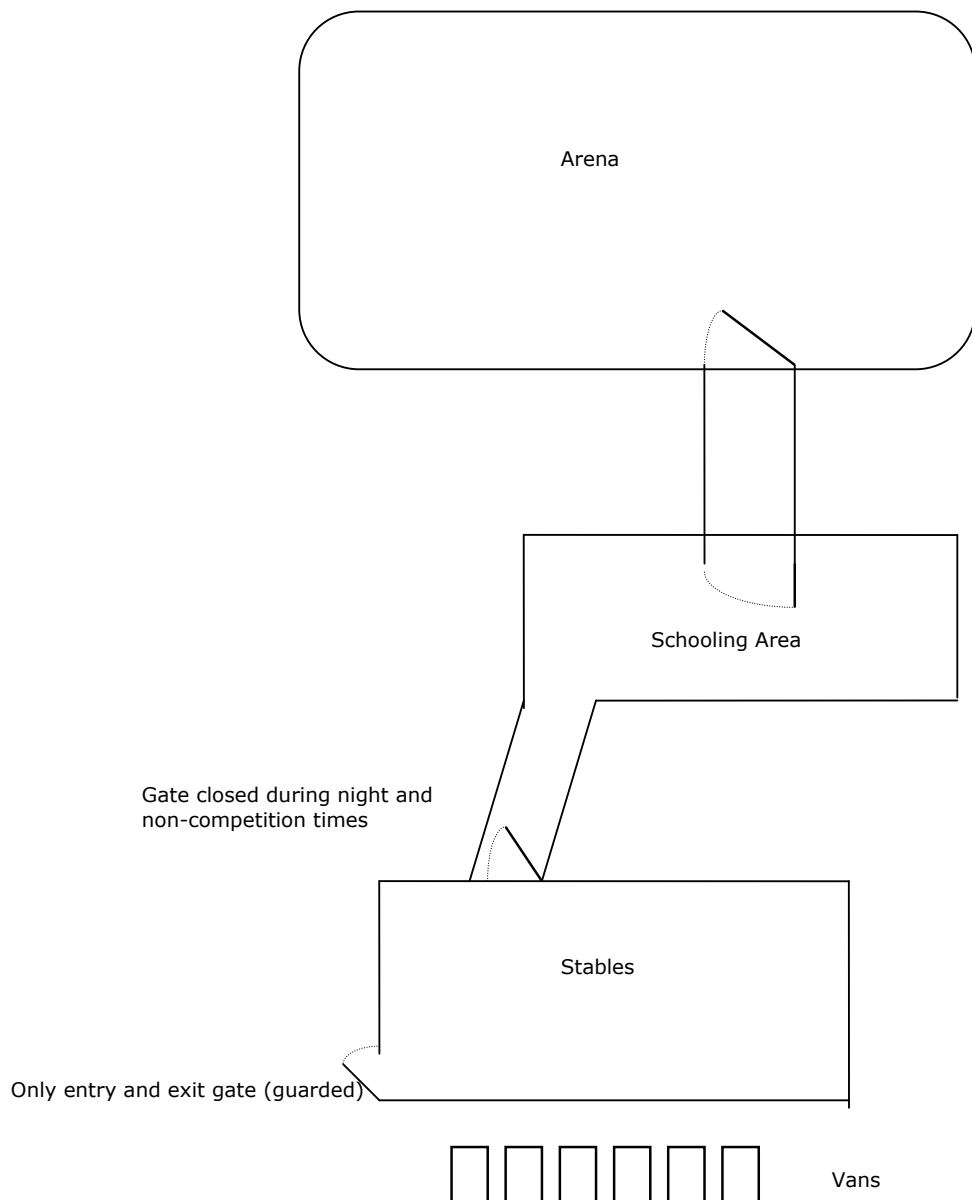 Arena
Schooling Area
Gate closed during night and
non-competition times
Stables
Only entry and exit gate (guarded)
Vans